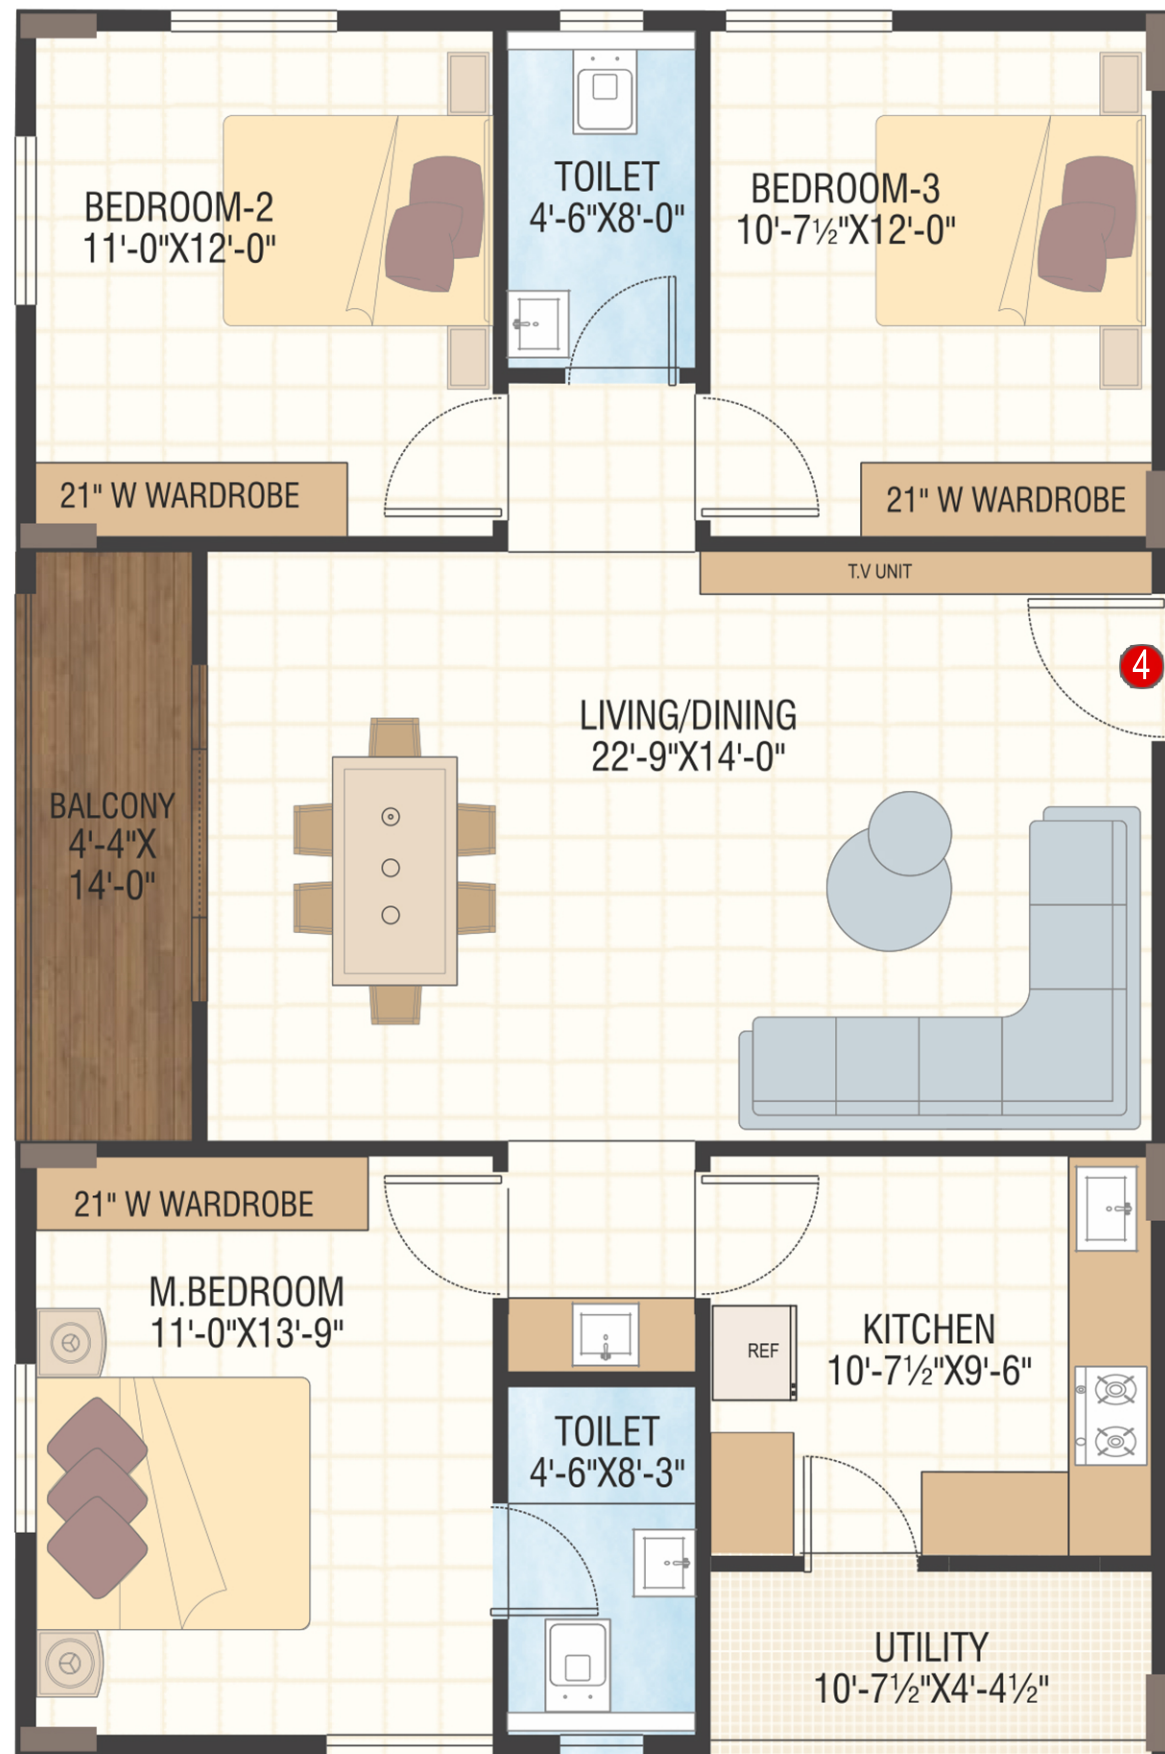 BEDROOM-2
11'-0"X12'-0"
TOILET
4'-6"X8'-0"
BEDROOM-3
10'-7½"X12'-0"
21" W WARDROBE
21" W WARDROBE
T.V UNIT
4
LIVING/DINING
22'-9"X14'-0"
BALCONY
4'-4"X
14'-0"
21" W WARDROBE
M.BEDROOM
11'-0"X13'-9"
KITCHEN
10'-7½"X9'-6"
REF
TOILET
4'-6"X8'-3"
UTILITY
10'-7½"X4'-4½"